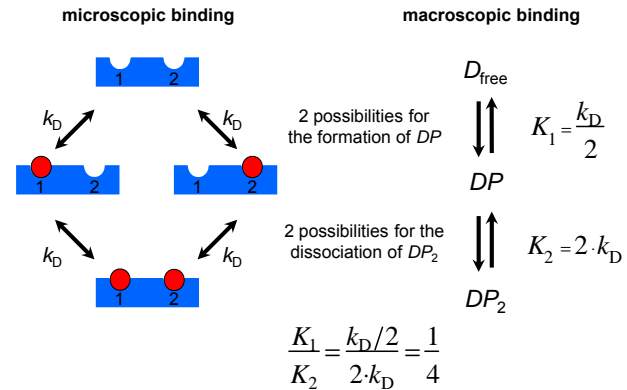 microscopic binding
macroscopic binding
1 2
D_free
k_D k_D
2 possibilities for
the formation of DP
K_1 = k_D/2
1 2
1 2
DP
k_D k_D
2 possibilities for the
dissociation of DP_2
K_2 = 2·k_D
1 2
DP_2
K_1/K_2 = (k_D/2)/(2·k_D) = 1/4